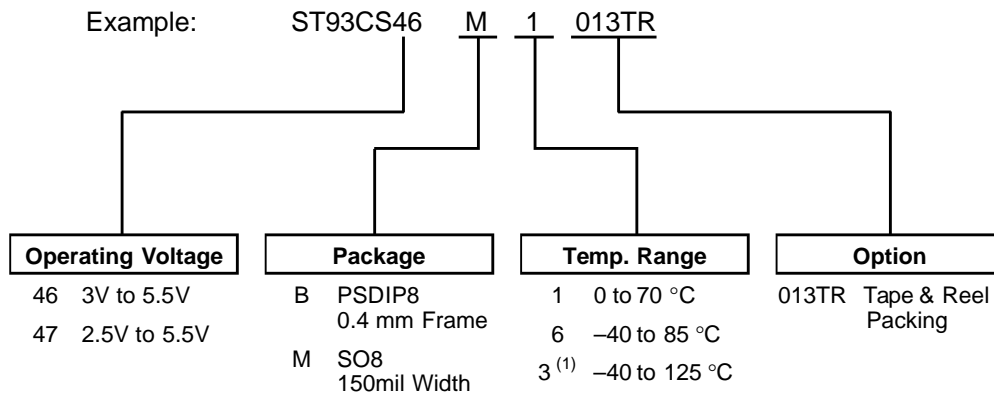 Example: ST93CS46 M 1 013TR
Operating Voltage
46 3V to 5.5V
47 2.5V to 5.5V
Package
B PSDIP8
0.4 mm Frame
M SO8
150mil Width
Temp. Range
1 0 to 70 °C
6 –40 to 85 °C
3 (1) –40 to 125 °C
Option
013TR Tape & Reel
Packing